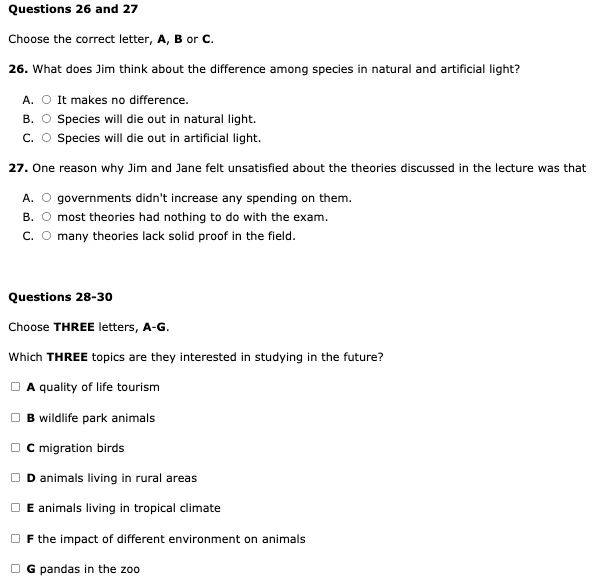 Questions 26 and 27
Choose the correct letter, A, B or C.
26. What does Jim think about the difference among species in natural and artificial light?
A. It makes no difference.
B. Species will die out in natural light.
C. Species will die out in artificial light.
27. One reason why Jim and Jane felt unsatisfied about the theories discussed in the lecture was that
A. governments didn't increase any spending on them.
B. most theories had nothing to do with the exam.
C. many theories lack solid proof in the field.
Questions 28-30
Choose THREE letters, A-G.
Which THREE topics are they interested in studying in the future?
A quality of life tourism
B wildlife park animals
C migration birds
D animals living in rural areas
E animals living in tropical climate
F the impact of different environment on animals
G pandas in the zoo